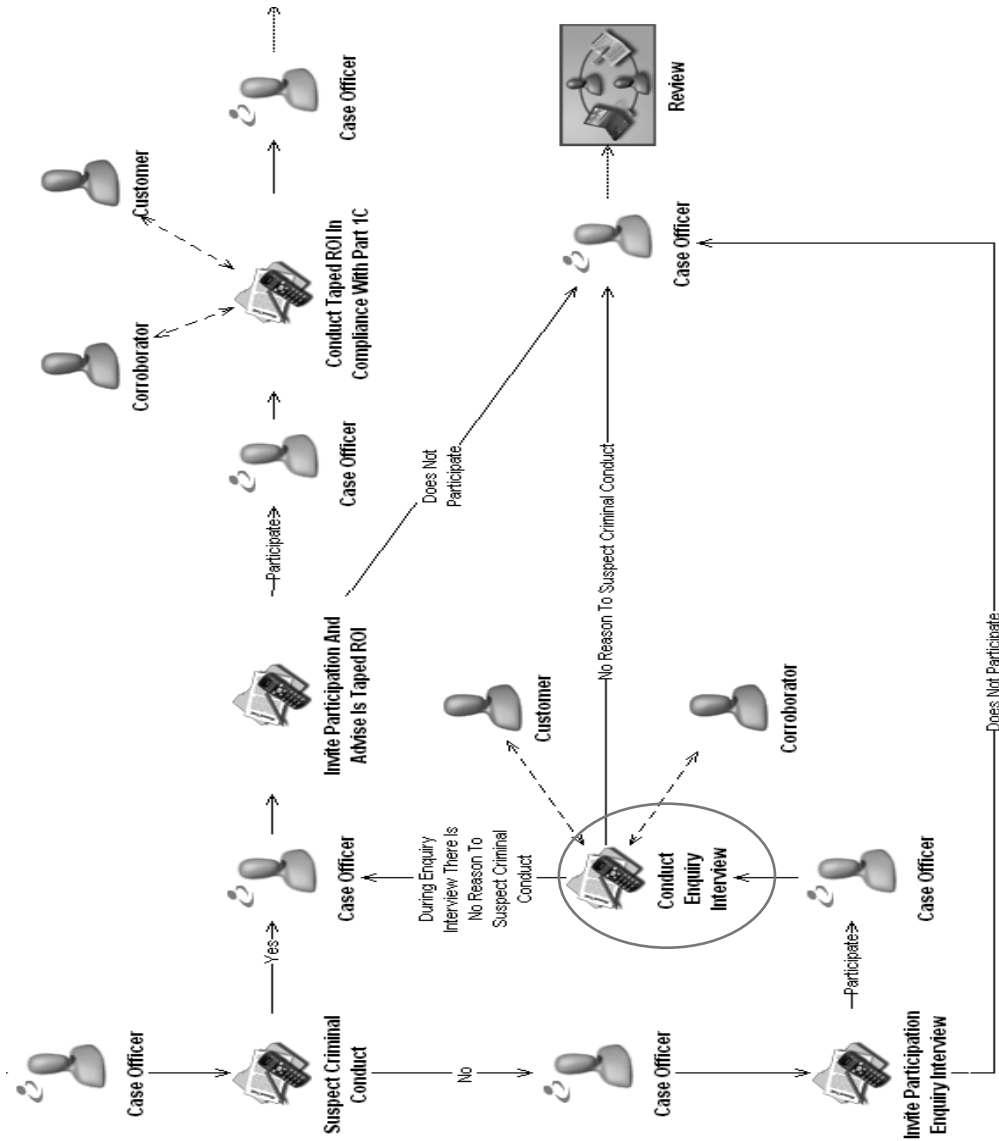 Case Officer
Suspect Criminal
Conduct
Yes
No
Case Officer
Invite Participation And
Advise Is Taped ROI
Participate
Case Officer
Conduct Taped ROI In
Compliance With Part 1C
Corroborator
Customer
Case Officer
Does Not
Participate
During Enquiry
Interview There Is
No Reason To
Suspect Criminal
Conduct
Customer
Conduct
Enquiry
Interview
Corroborator
No Reason To Suspect Criminal Conduct
Case Officer
Review
Case Officer
Invite Participation
Enquiry Interview
Participate
Case Officer
Does Not Participate